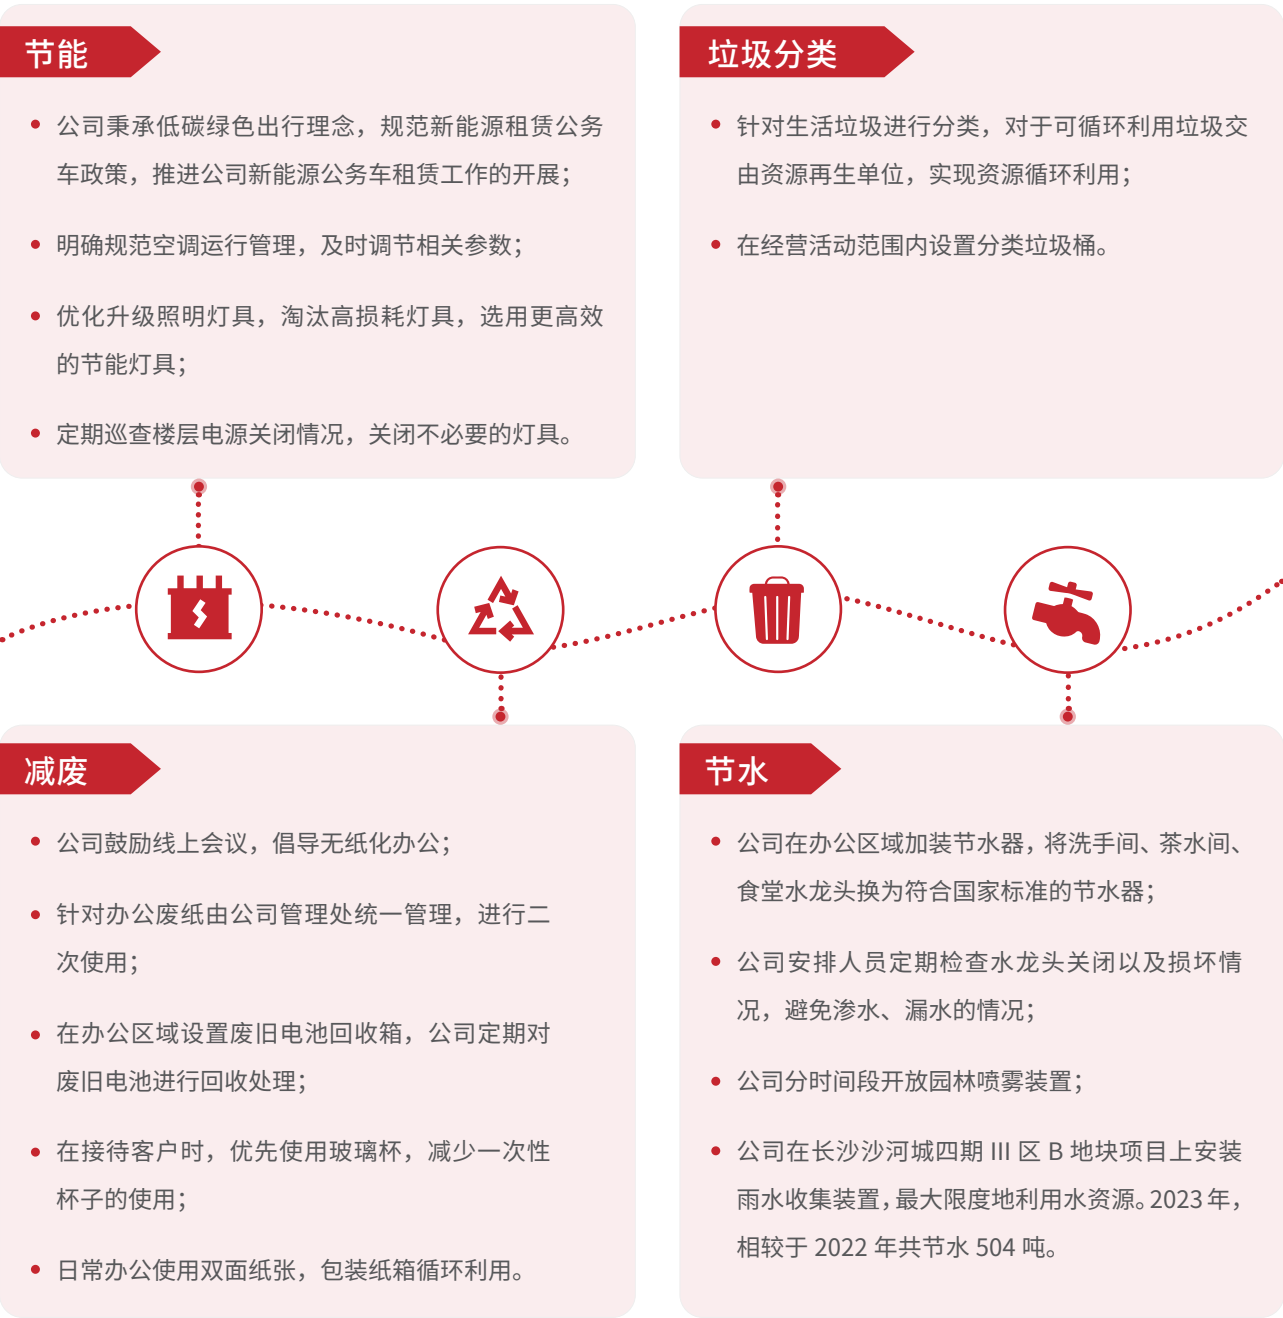 节能
公司秉承低碳绿色出行理念，规范新能源租赁公务
车政策，推进公司新能源公务车租赁工作的开展；
明确规范空调运行管理，及时调节相关参数；
优化升级照明灯具，淘汰高损耗灯具，选用更高效
的节能灯具；
定期巡查楼层电源关闭情况，关闭不必要的灯具。
垃圾分类
针对生活垃圾进行分类，对于可循环利用垃圾交
由资源再生单位，实现资源循环利用；
在经营活动范围内设置分类垃圾桶。
减废
公司鼓励线上会议，倡导无纸化办公；
针对办公废纸由公司管理处统一管理，进行二
次使用；
在办公区域设置废旧电池回收箱，公司定期对
废旧电池进行回收处理；
在接待客户时，优先使用玻璃杯，减少一次性
杯子的使用；
日常办公使用双面纸张，包装纸箱循环利用。
节水
公司在办公区域加装节水器，将洗手间、茶水间、
食堂水龙头换为符合国家标准的节水器；
公司安排人员定期检查水龙头关闭以及损坏情
况，避免渗水、漏水的情况；
公司分时间段开放园林喷雾装置；
公司在长沙沙河城四期 III 区 B 地块项目上安装
雨水收集装置，最大限度地利用水资源。2023 年，
相较于 2022 年共节水 504 吨。